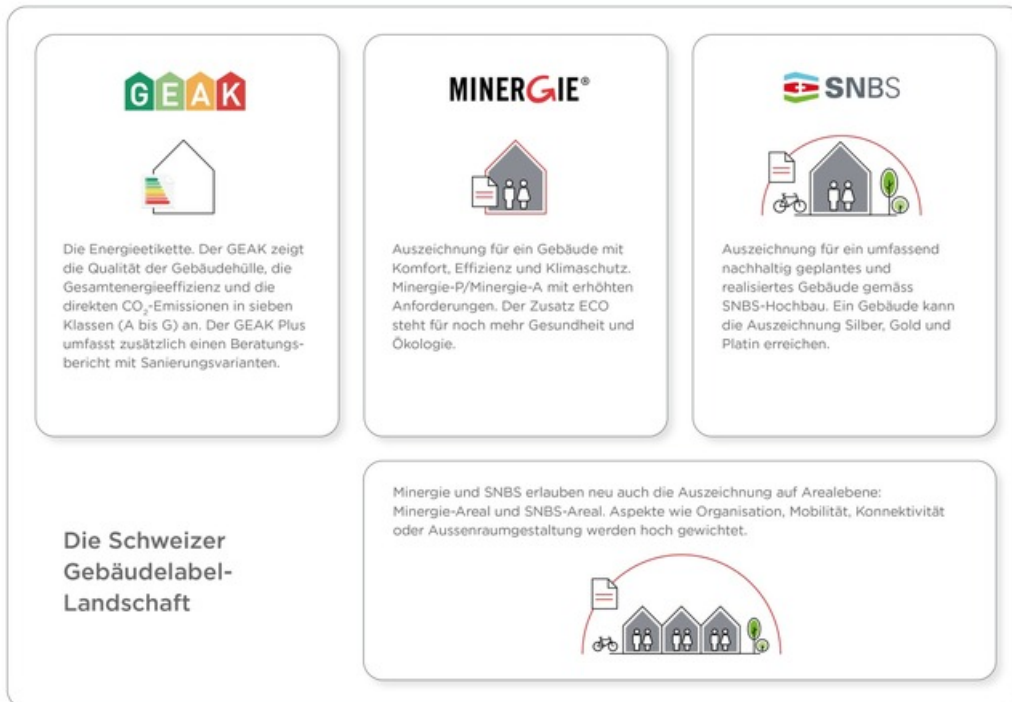 GEAK
Die Energieetikette. Der GEAK zeigt
die Qualität der Gebäudehülle, die
Gesamtenergieeffizienz und die
direkten CO₂-Emissionen in sieben
Klassen (A bis G) an. Der GEAK Plus
umfasst zusätzlich einen Beratungs-
bericht mit Sanierungsvarianten.
MINERGIE®
Auszeichnung für ein Gebäude mit
Komfort, Effizienz und Klimaschutz.
Minergie-P/Minergie-A mit erhöhten
Anforderungen. Der Zusatz ECO
steht für noch mehr Gesundheit und
Ökologie.
SNBS
Auszeichnung für ein umfassend
nachhaltig geplantes und
realisiertes Gebäude gemäss
SNBS-Hochbau. Ein Gebäude kann
die Auszeichnung Silber, Gold und
Platin erreichen.
Die Schweizer
Gebäudelabel-
Landschaft
Minergie und SNBS erlauben neu auch die Auszeichnung auf Arealebene:
Minergie-Areal und SNBS-Areal. Aspekte wie Organisation, Mobilität, Konnektivität
oder Aussenraumgestaltung werden hoch gewichtet.